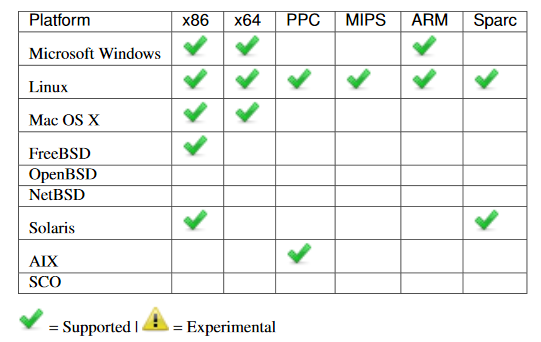 Platform x86 x64 PPC MIPS ARM Sparc
Microsoft Windows
Linux
Mac OS X
FreeBSD
OpenBSD
NetBSD
Solaris
AIX
SCO
= Supported | = Experimental